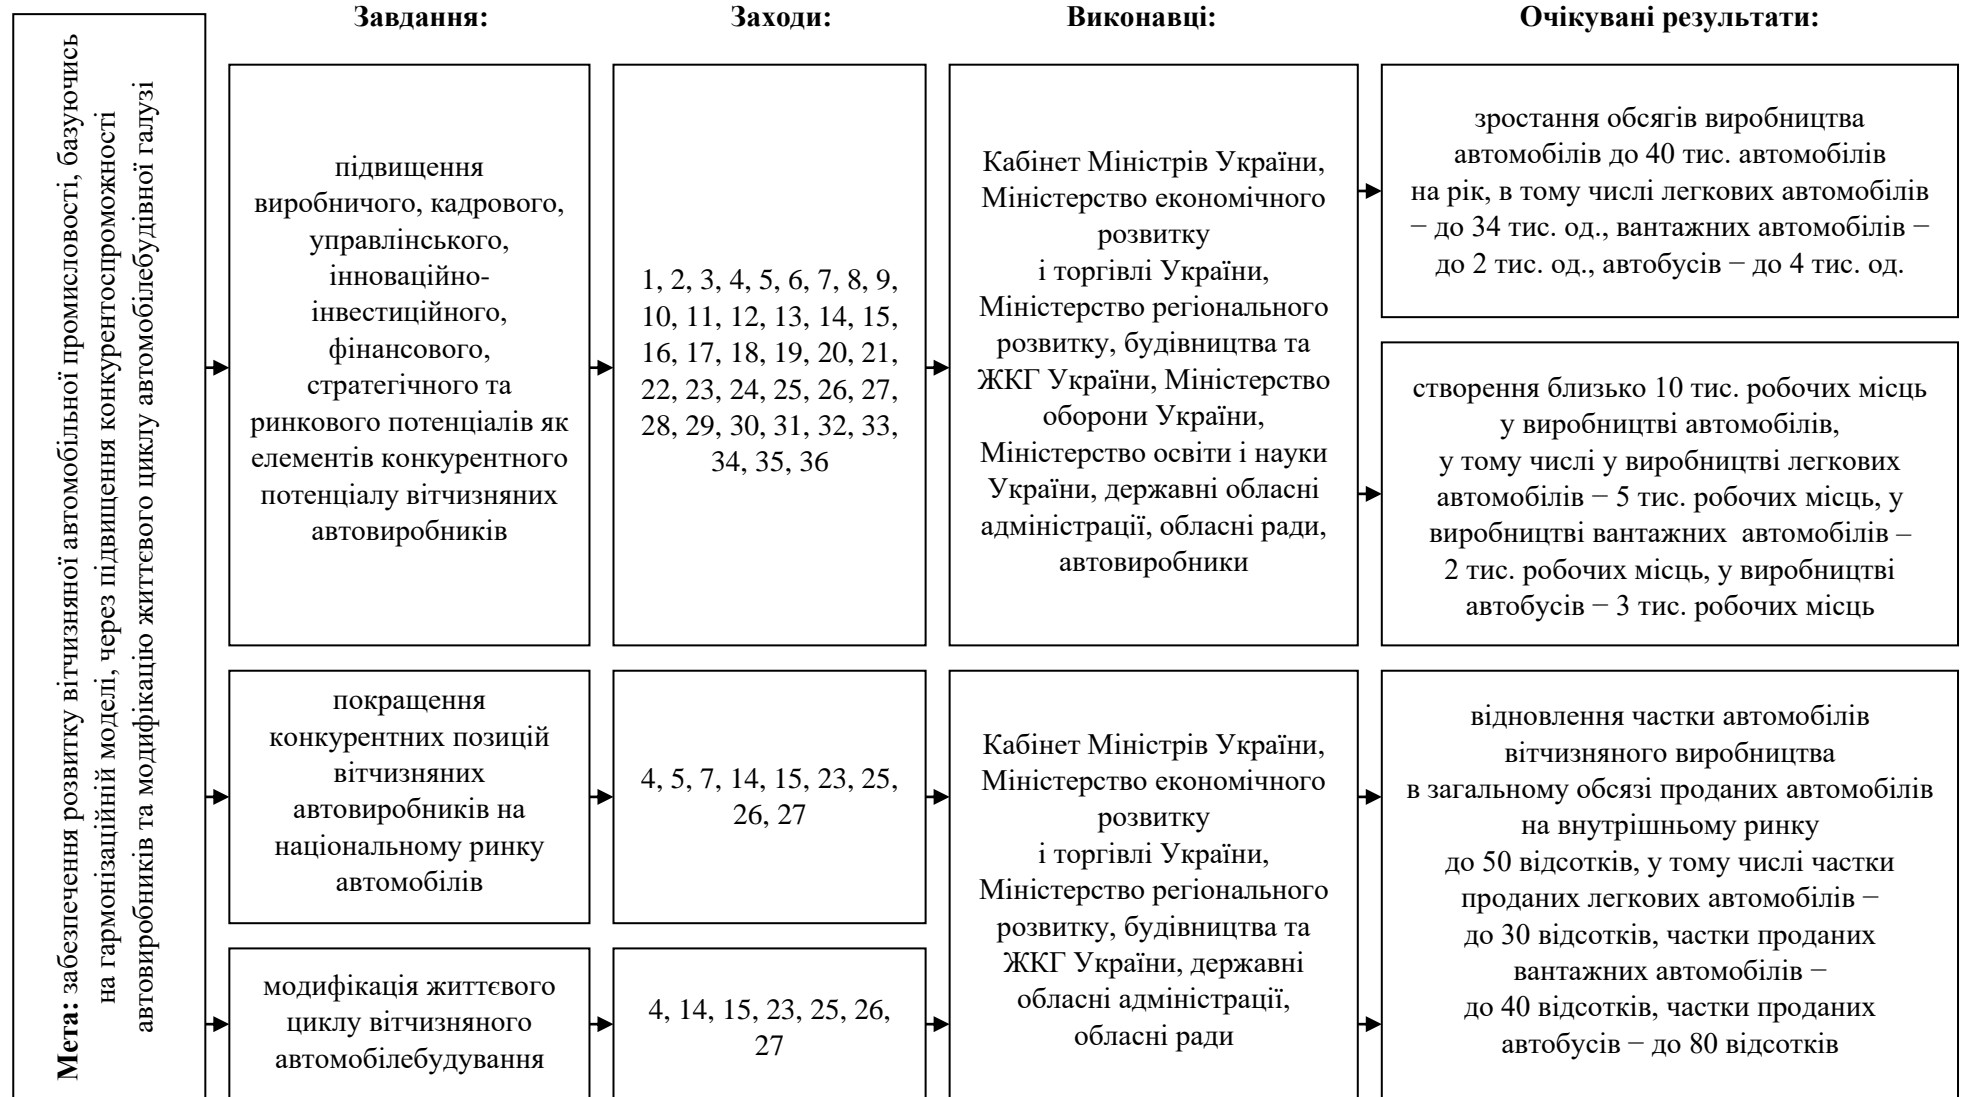 Завдання:
Заходи:
Виконавці:
Очікувані результати:
Мета: забезпечення розвитку вітчизняної автомобільної промисловості, базуючись
на гармонізаційній моделі, через підвищення конкурентоспроможності
автовиробників та модифікацію життєвого циклу автомобілебудівної галузі
підвищення
виробничого, кадрового,
управлінського,
інноваційно-
інвестиційного,
фінансового,
стратегічного та
ринкового потенціалів як
елементів конкурентного
потенціалу вітчизняних
автовиробників
1, 2, 3, 4, 5, 6, 7, 8, 9,
10, 11, 12, 13, 14, 15,
16, 17, 18, 19, 20, 21,
22, 23, 24, 25, 26, 27,
28, 29, 30, 31, 32, 33,
34, 35, 36
Кабінет Міністрів України,
Міністерство економічного
розвитку
і торгівлі України,
Міністерство регіонального
розвитку, будівництва та
ЖКГ України, Міністерство
оборони України,
Міністерство освіти і науки
України, державні обласні
адміністрації, обласні ради,
автовиробники
зростання обсягів виробництва
автомобілів до 40 тис. автомобілів
на рік, в тому числі легкових автомобілів
− до 34 тис. од., вантажних автомобілів −
до 2 тис. од., автобусів − до 4 тис. од.
створення близько 10 тис. робочих місць
у виробництві автомобілів,
у тому числі у виробництві легкових
автомобілів − 5 тис. робочих місць, у
виробництві вантажних автомобілів –
2 тис. робочих місць, у виробництві
автобусів − 3 тис. робочих місць
покращення
конкурентних позицій
вітчизняних
автовиробників на
національному ринку
автомобілів
4, 5, 7, 14, 15, 23, 25,
26, 27
Кабінет Міністрів України,
Міністерство економічного
розвитку
і торгівлі України,
Міністерство регіонального
розвитку, будівництва та
ЖКГ України, державні
обласні адміністрації,
обласні ради
відновлення частки автомобілів
вітчизняного виробництва
в загальному обсязі проданих автомобілів
на внутрішньому ринку
до 50 відсотків, у тому числі частки
проданих легкових автомобілів −
до 30 відсотків, частки проданих
вантажних автомобілів −
до 40 відсотків, частки проданих
автобусів − до 80 відсотків
модифікація життєвого
циклу вітчизняного
автомобілебудування
4, 14, 15, 23, 25, 26,
27